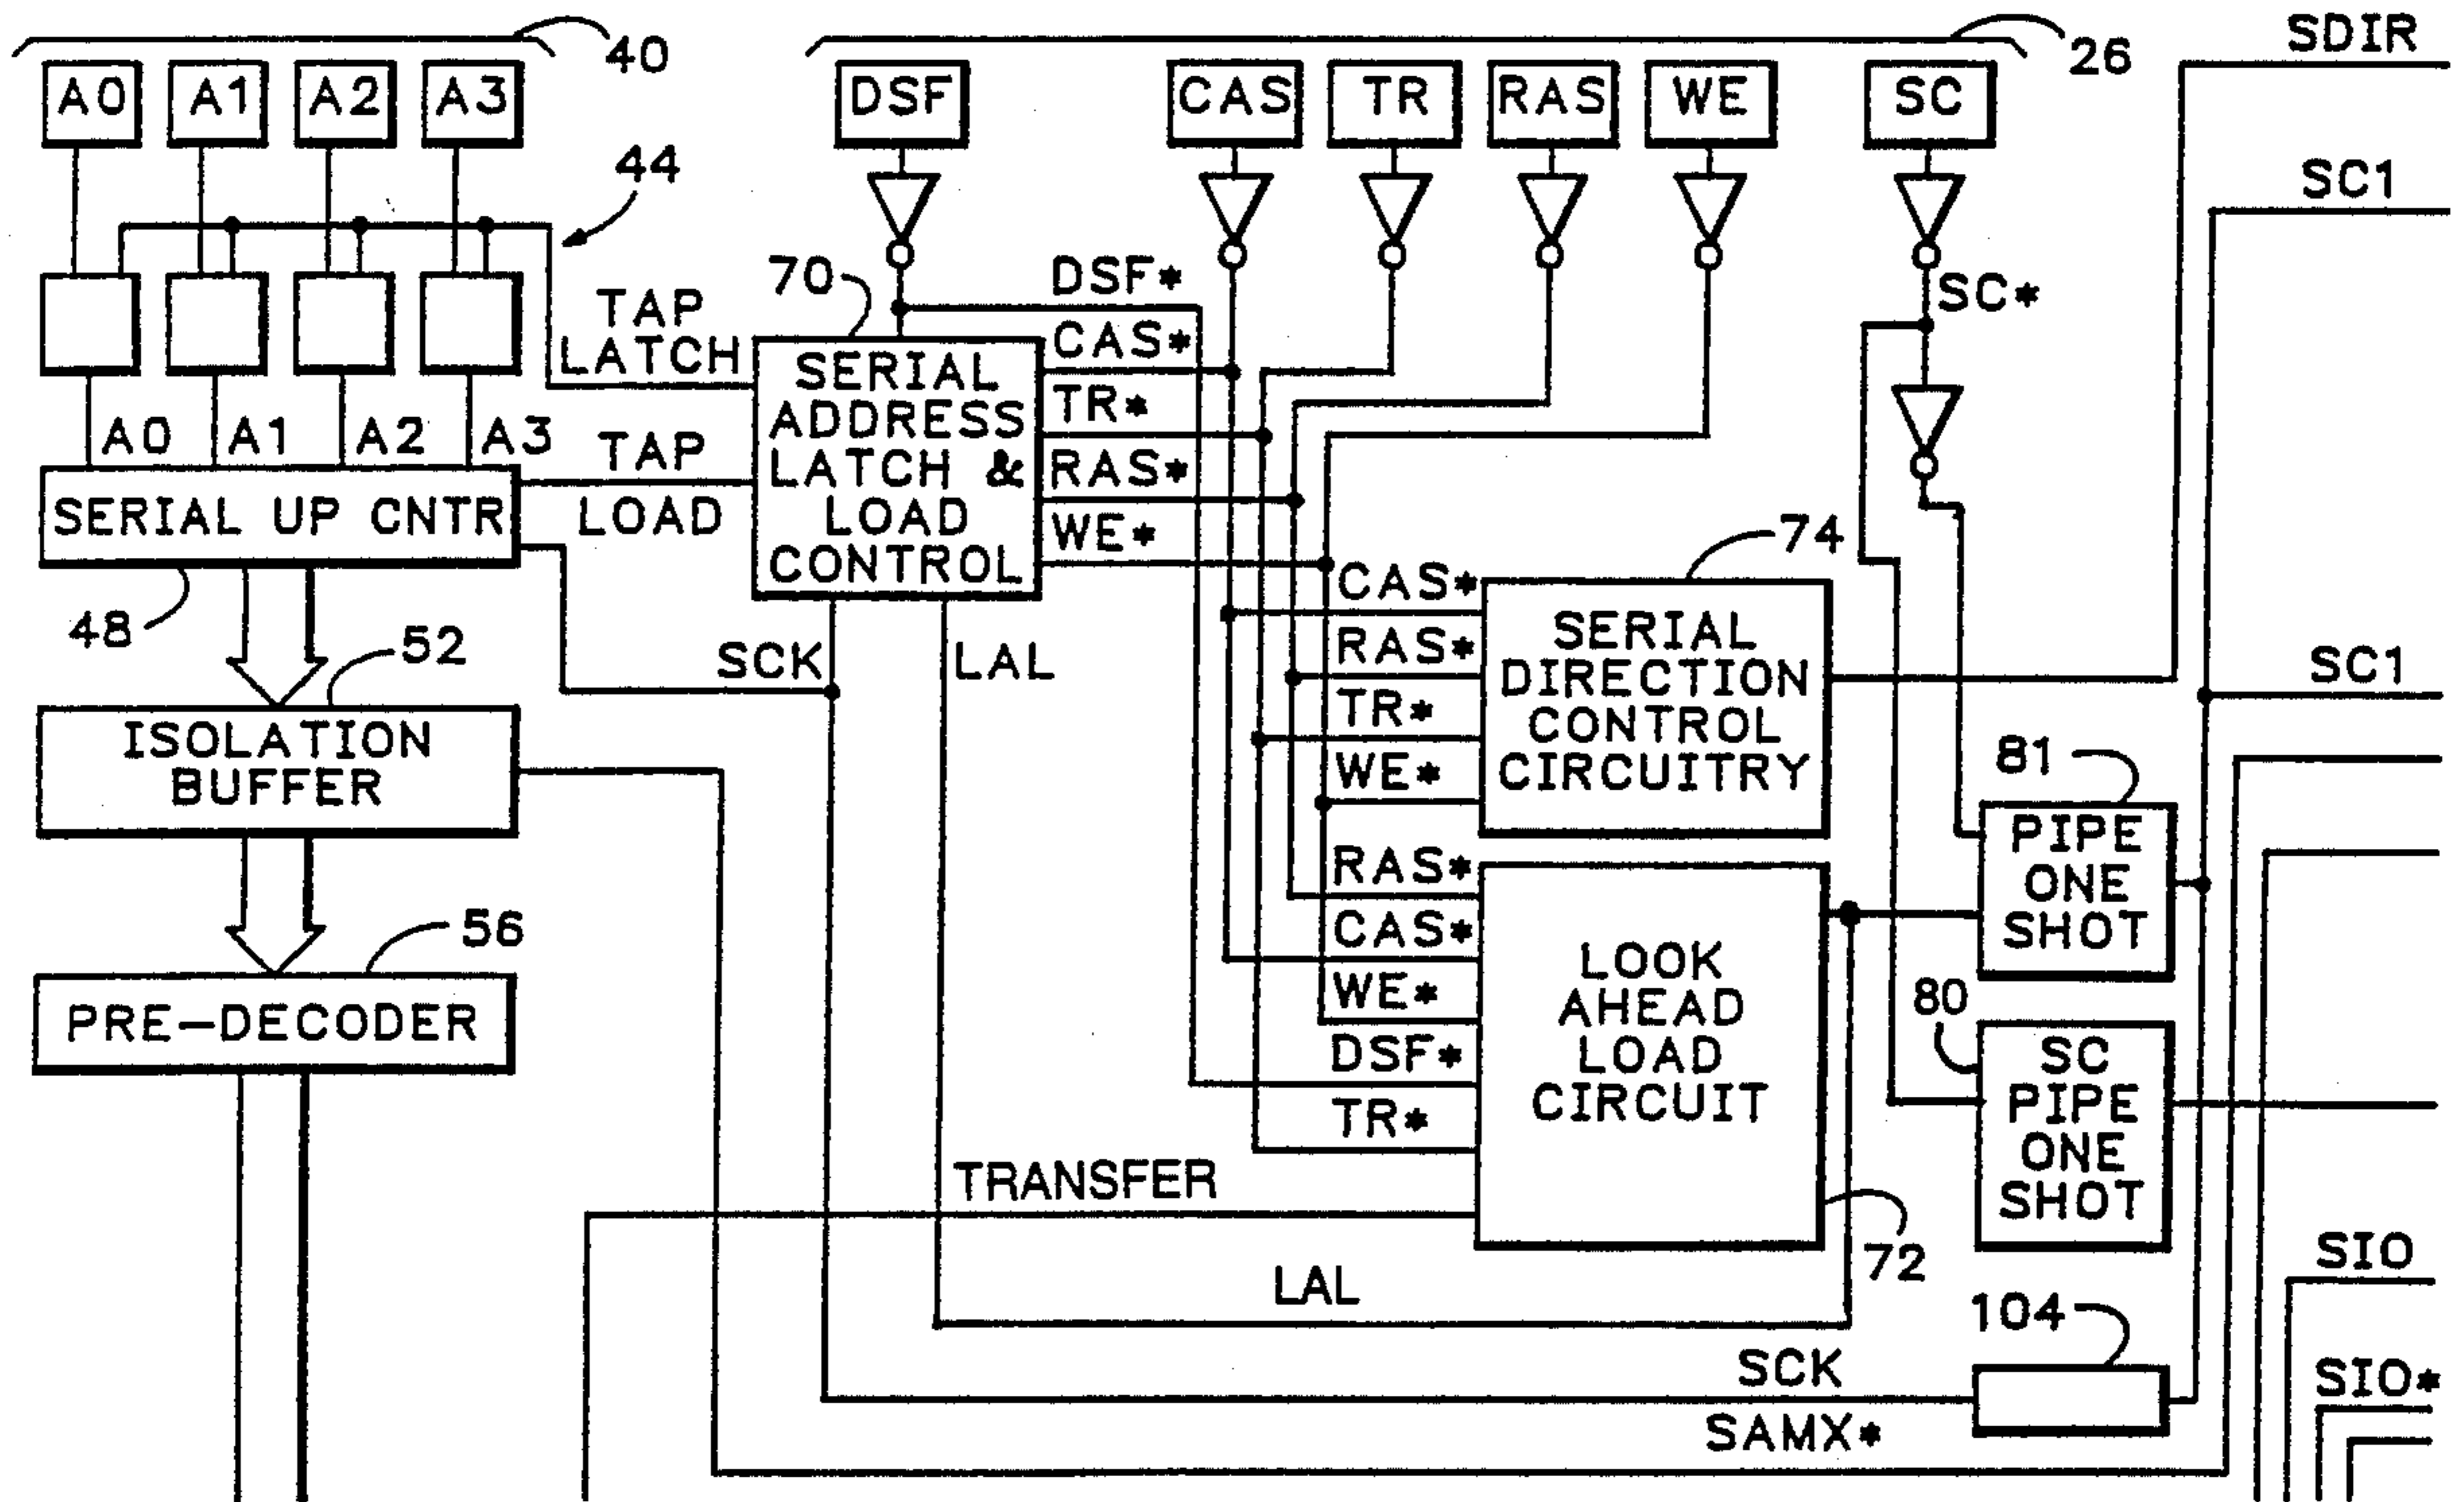 40
26
SDIR
A0 A1 A2 A3
DSF CAS TR RAS WE SC
44
SC1
70
DSF*
SC*
TAP
LATCH
CAS*
SERIAL
ADDRESS
LATCH &
LOAD
CONTROL
TR*
A0 A1 A2 A3
TAP
LOAD
RAS*
WE*
SERIAL UP CNTR
74
48
CAS*
RAS*
TR*
WE*
SERIAL
DIRECTION
CONTROL
CIRCUITRY
52
SCK
LAL
SC1
ISOLATION
BUFFER
81
PIPE
ONE
SHOT
RAS*
CAS*
WE*
DSF*
TR*
LOOK
AHEAD
LOAD
CIRCUIT
56
PRE-DECODER
80
SC
PIPE
ONE
SHOT
TRANSFER
72
SIO
LAL
104
SCK
SIO*
SAMX*